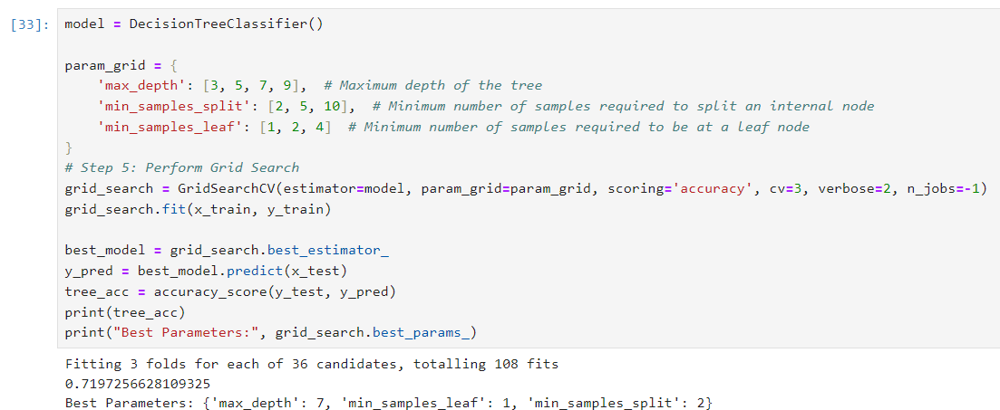 [33]: model = DecisionTreeClassifier()
param_grid = {
    'max_depth': [3, 5, 7, 9],  # Maximum depth of the tree
    'min_samples_split': [2, 5, 10],  # Minimum number of samples required to split an internal node
    'min_samples_leaf': [1, 2, 4]  # Minimum number of samples required to be at a leaf node
}
# Step 5: Perform Grid Search
grid_search = GridSearchCV(estimator=model, param_grid=param_grid, scoring='accuracy', cv=3, verbose=2, n_jobs=-1)
grid_search.fit(x_train, y_train)
best_model = grid_search.best_estimator_
y_pred = best_model.predict(x_test)
tree_acc = accuracy_score(y_test, y_pred)
print(tree_acc)
print("Best Parameters:", grid_search.best_params_)
Fitting 3 folds for each of 36 candidates, totalling 108 fits
0.7197256628109325
Best Parameters: {'max_depth': 7, 'min_samples_leaf': 1, 'min_samples_split': 2}